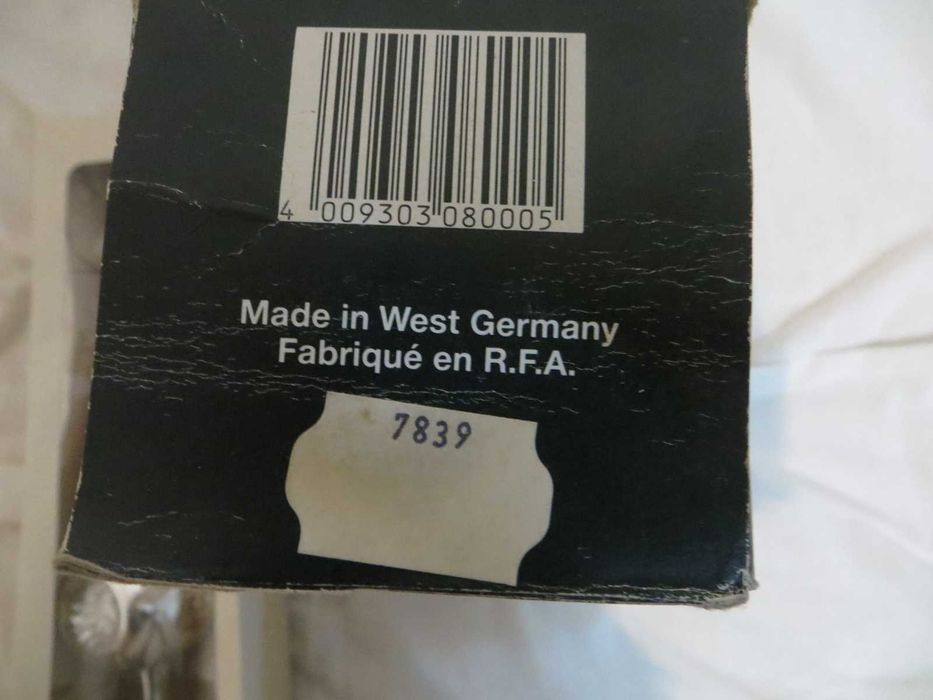 4 009303 080005
Made in West Germany
Fabriqué en R.F.A.
7839